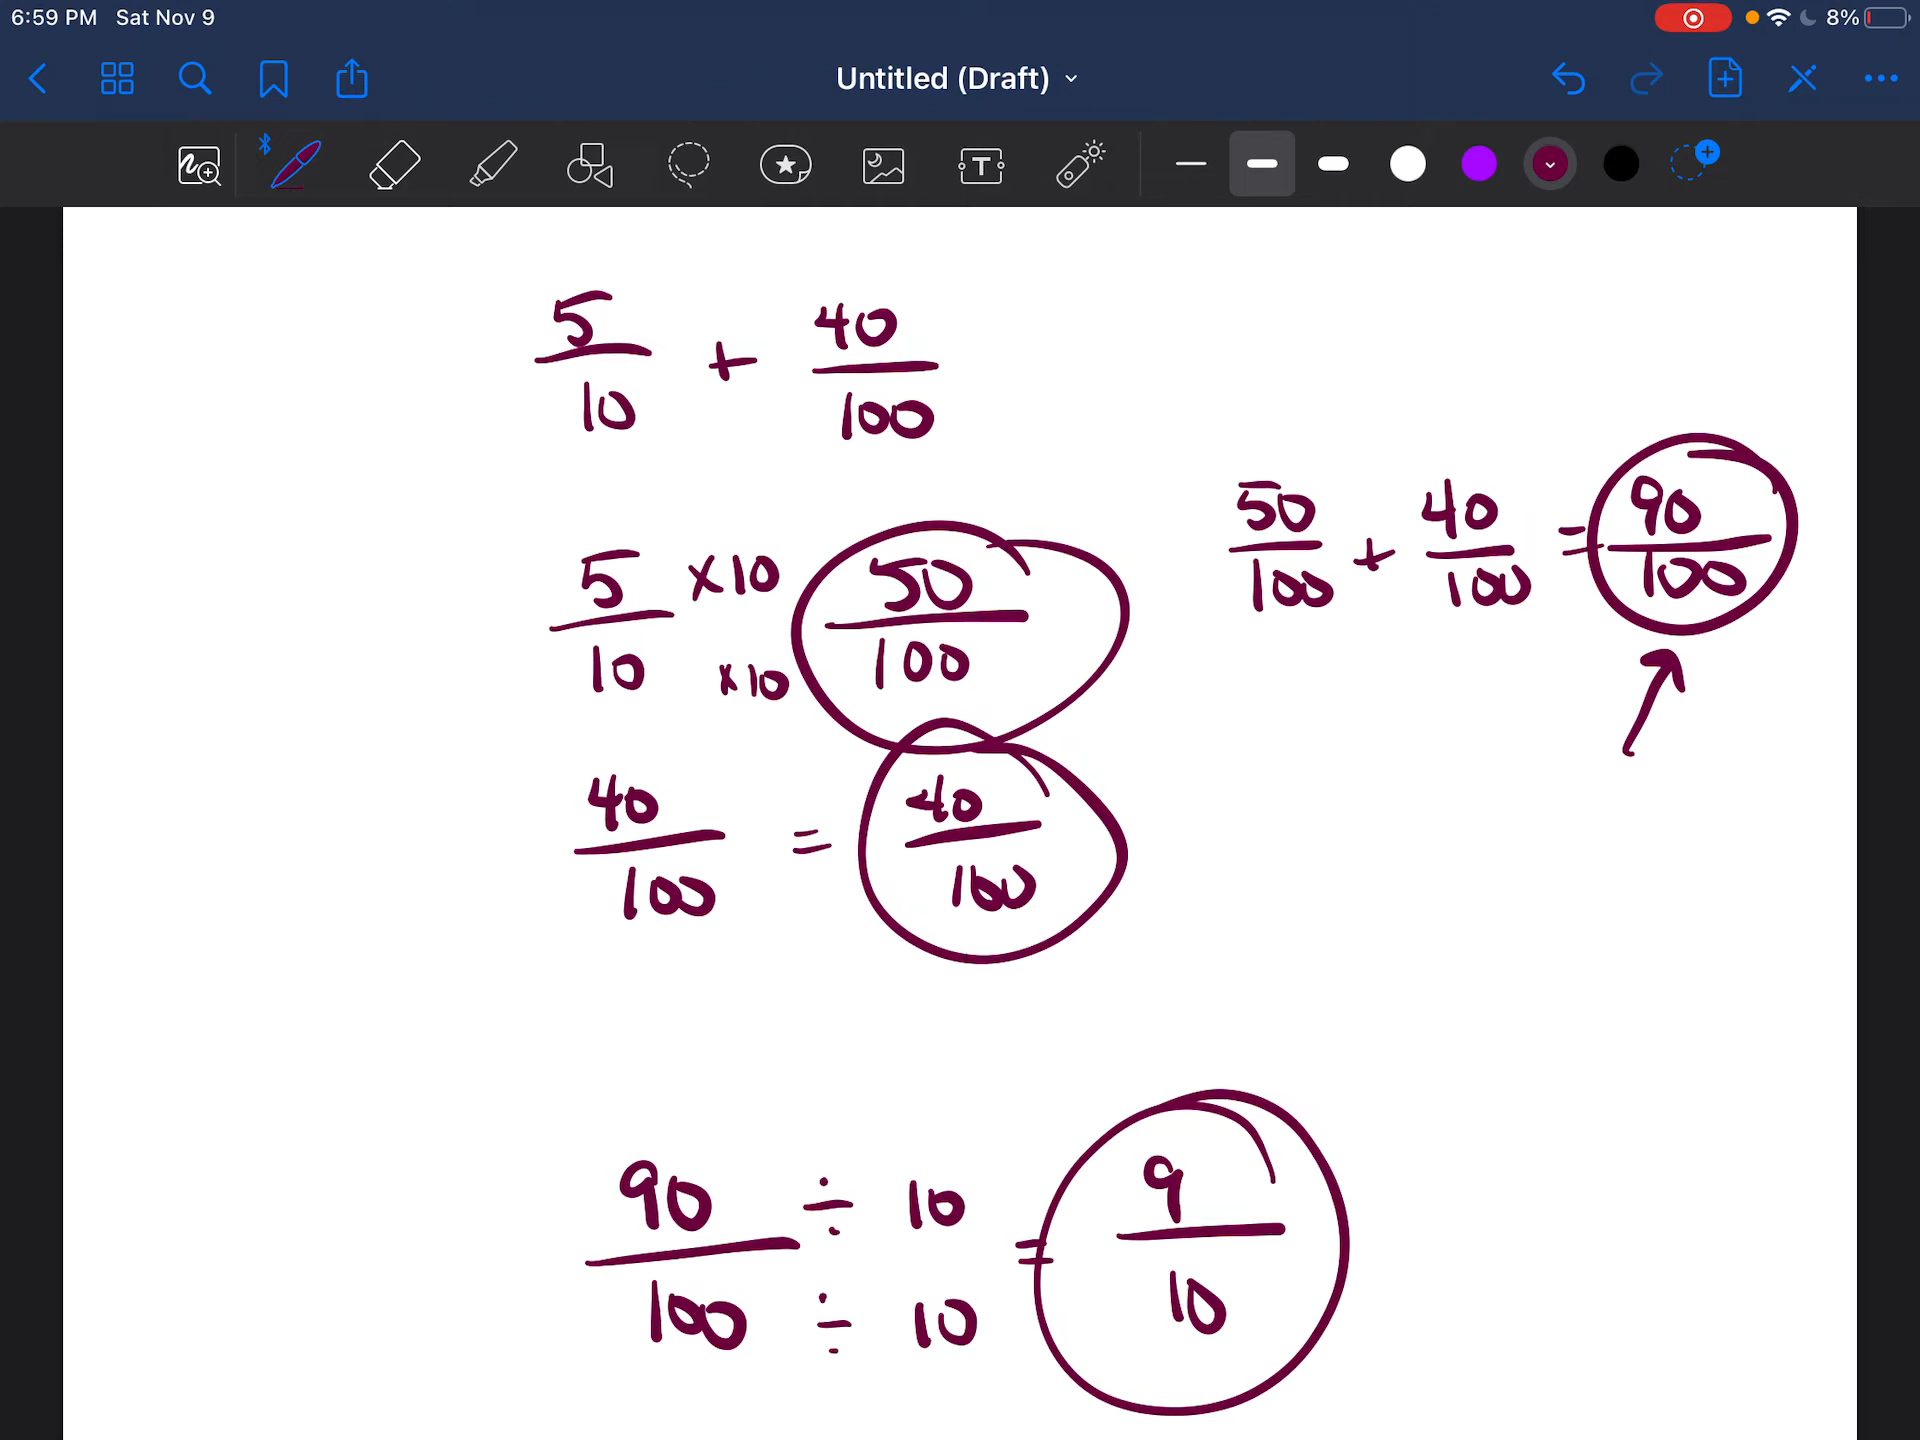 6:59 PM Sat Nov 9
8%
Untitled (Draft)
T
5/10 + 40/100
5/10 ×10 50/100
×10
40/100 = 40/100
50/100 + 40/100 = 90/100
90/100 ÷ 10 = 9/10
÷ 10